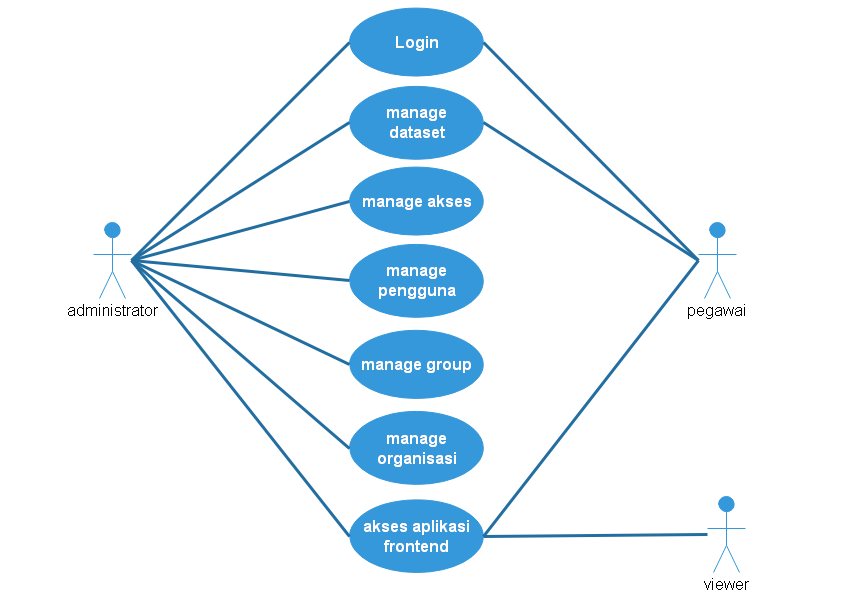 Login
manage
dataset
manage akses
manage
pengguna
administrator
pegawai
manage group
manage
organisasi
akses aplikasi
frontend
viewer